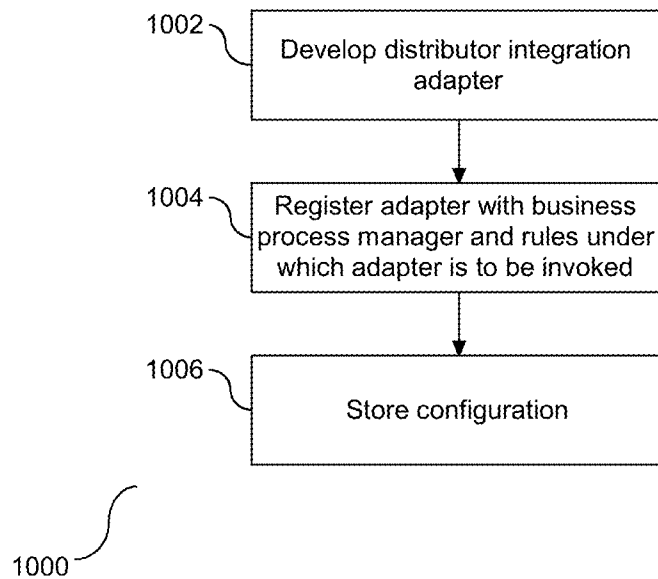 1002
Develop distributor integration
adapter
1004
Register adapter with business
process manager and rules under
which adapter is to be invoked
1006
Store configuration
1000